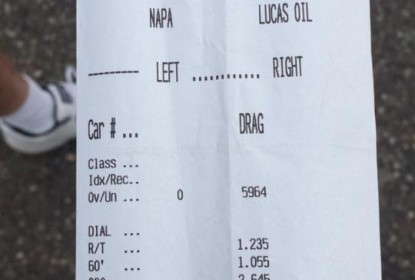 NAPA LUCAS OIL
--------- LEFT ............ RIGHT
Car # ... DRAG
Class ...
Idx/Rec..
Ov/Un ... 0 5964
DIAL ...
R/T ... 1.235
60' ... 1.055